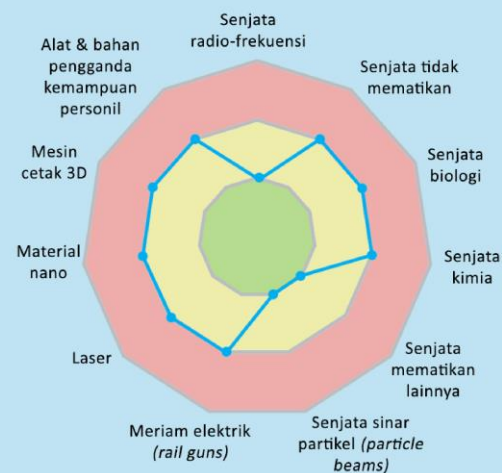 Senjata
radio-frekuensi
Senjata tidak
mematikan
Senjata
biologi
Senjata
kimia
Senjata
mematikan
lainnya
Senjata sinar
partikel (particle
beams)
Meriam elektrik
(rail guns)
Laser
Material
nano
Mesin
cetak 3D
Alat & bahan
pengganda
kemampuan
personil